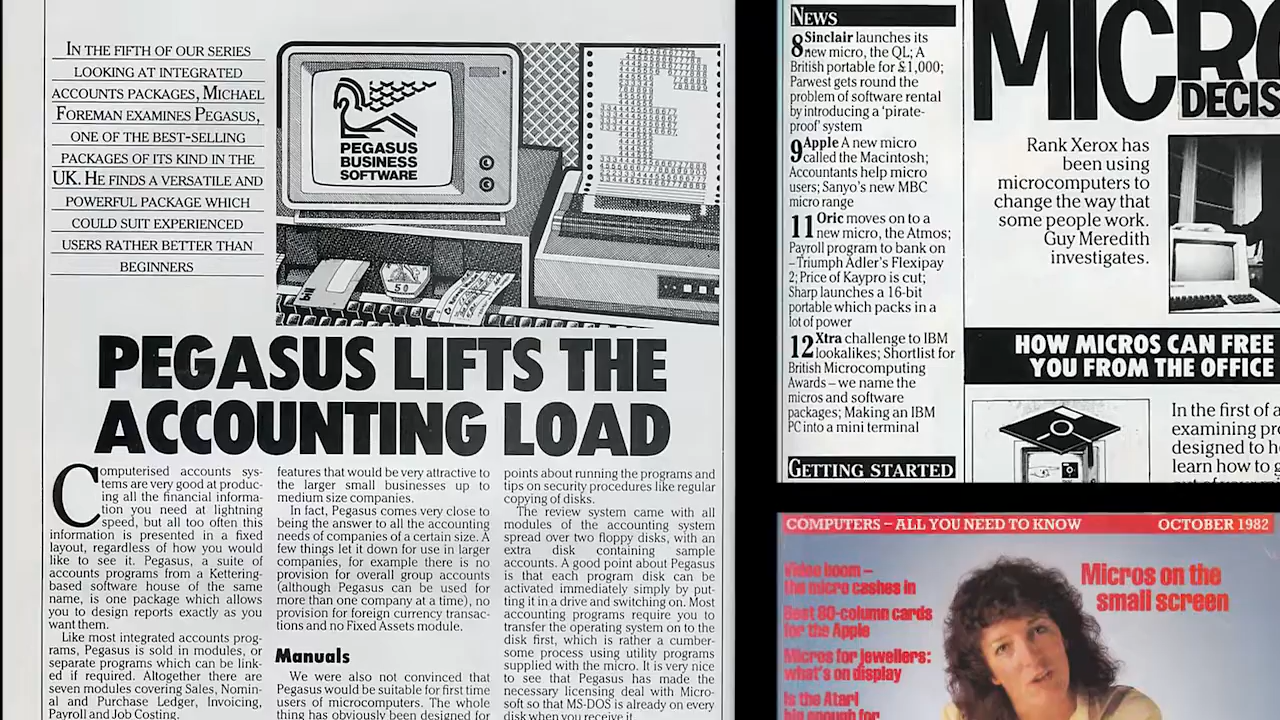 IN THE FIFTH OF OUR SERIES
LOOKING AT INTEGRATED
ACCOUNTS PACKAGES, MICHAEL
FOREMAN EXAMINES PEGASUS,
ONE OF THE BEST-SELLING
PACKAGES OF ITS KIND IN THE
UK. HE FINDS A VERSATILE AND
POWERFUL PACKAGE WHICH
COULD SUIT EXPERIENCED
USERS RATHER BETTER THAN
BEGINNERS
PEGASUS
BUSINESS
SOFTWARE
PEGASUS LIFTS THE
ACCOUNTING LOAD
Computerised accounts sys-
tems are very good at produc-
ing all the financial informa-
tion you need at lightning
speed, but all too often this
information is presented in a fixed
layout, regardless of how you would
like to see it. Pegasus, a suite of
accounts programs from a Kettering-
based software house of the same
name, is one package which allows
you to design reports exactly as you
want them.
Like most integrated accounts prog-
rams, Pegasus is sold in modules, or
separate programs which can be link-
ed if required. Altogether there are
seven modules covering Sales, Nomin-
al and Purchase Ledger, Invoicing,
Payroll and Job Costing.
features that would be very attractive to
the larger small businesses up to
medium size companies.
In fact, Pegasus comes very close to
being the answer to all the accounting
needs of companies of a certain size. A
few things let it down for use in larger
companies, for example there is no
provision for overall group accounts
(although Pegasus can be used for
more than one company at a time), no
provision for foreign currency transac-
tions and no Fixed Assets module.
Manuals
We were also not convinced that
Pegasus would be suitable for first time
users of microcomputers. The whole
thing has obviously been designed for
points about running the programs and
tips on security procedures like regular
copying of disks.
The review system came with all
modules of the accounting system
spread over two floppy disks, with an
extra disk containing sample
accounts. A good point about Pegasus
is that each program disk can be
activated immediately simply by put-
ting it in a drive and switching on. Most
accounting programs require you to
transfer the operating system on to the
disk first, which is rather a cumber-
some process using utility programs
supplied with the micro. It is very nice
to see that Pegasus has made the
necessary licensing deal with Micro-
soft so that MS-DOS is already on every
disk when you receive it.
NEWS
8 Sinclair launches its
new micro, the QL; A
British portable for £1,000;
Parwest gets round the
problem of software rental
by introducing a 'pirate-
proof' system
9 Apple A new micro
called the Macintosh;
Accountants help micro
users; Sanyo's new MBC
micro range
11 Oric moves on to a
new micro, the Atmos;
Payroll program to bank on
– Triumph Adler's Flexipay
2; Price of Kaypro is cut;
Sharp launches a 16-bit
portable which packs in a
lot of power
12 Xtra challenge to IBM
lookalikes; Shortlist for
British Microcomputing
Awards – we name the
micros and software
packages; Making an IBM
PC into a mini terminal
GETTING STARTED
MICRO
DECIS
Rank Xerox has
been using
microcomputers to
change the way that
some people work.
Guy Meredith
investigates.
HOW MICROS CAN FREE
YOU FROM THE OFFICE
In the first of a
examining pr
designed to h
learn how to g
COMPUTERS – ALL YOU NEED TO KNOW
OCTOBER 1982
Video boom –
the micro cashes in
Best 80-column cards
for the Apple
Micros for jewellers:
what's on display
Is the Atari
big enough for
Micros on the
small screen